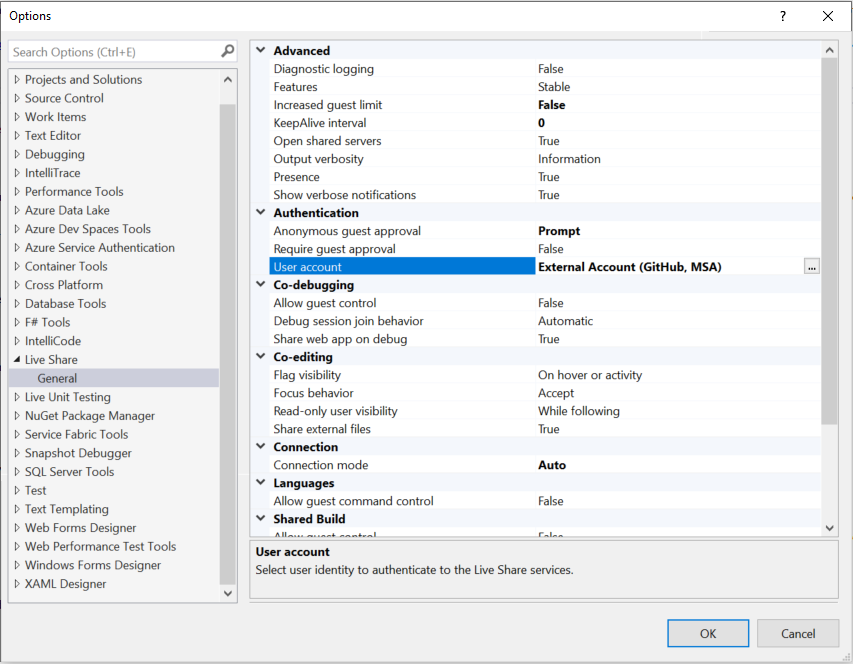 Options
?
Search Options (Ctrl+E)
Projects and Solutions
Source Control
Work Items
Text Editor
Debugging
IntelliTrace
Performance Tools
Azure Data Lake
Azure Dev Spaces Tools
Azure Service Authentication
Container Tools
Cross Platform
Database Tools
F# Tools
IntelliCode
Live Share
General
Live Unit Testing
NuGet Package Manager
Service Fabric Tools
Snapshot Debugger
SQL Server Tools
Test
Text Templating
Web Forms Designer
Web Performance Test Tools
Windows Forms Designer
XAML Designer
Advanced
Diagnostic logging False
Features Stable
Increased guest limit False
KeepAlive interval 0
Open shared servers True
Output verbosity Information
Presence True
Show verbose notifications True
Authentication
Anonymous guest approval Prompt
Require guest approval False
User account External Account (GitHub, MSA) ...
Co-debugging
Allow guest control False
Debug session join behavior Automatic
Share web app on debug True
Co-editing
Flag visibility On hover or activity
Focus behavior Accept
Read-only user visibility While following
Share external files True
Connection
Connection mode Auto
Languages
Allow guest command control False
Shared Build
Allow guest control False
User account
Select user identity to authenticate to the Live Share services.
OK Cancel